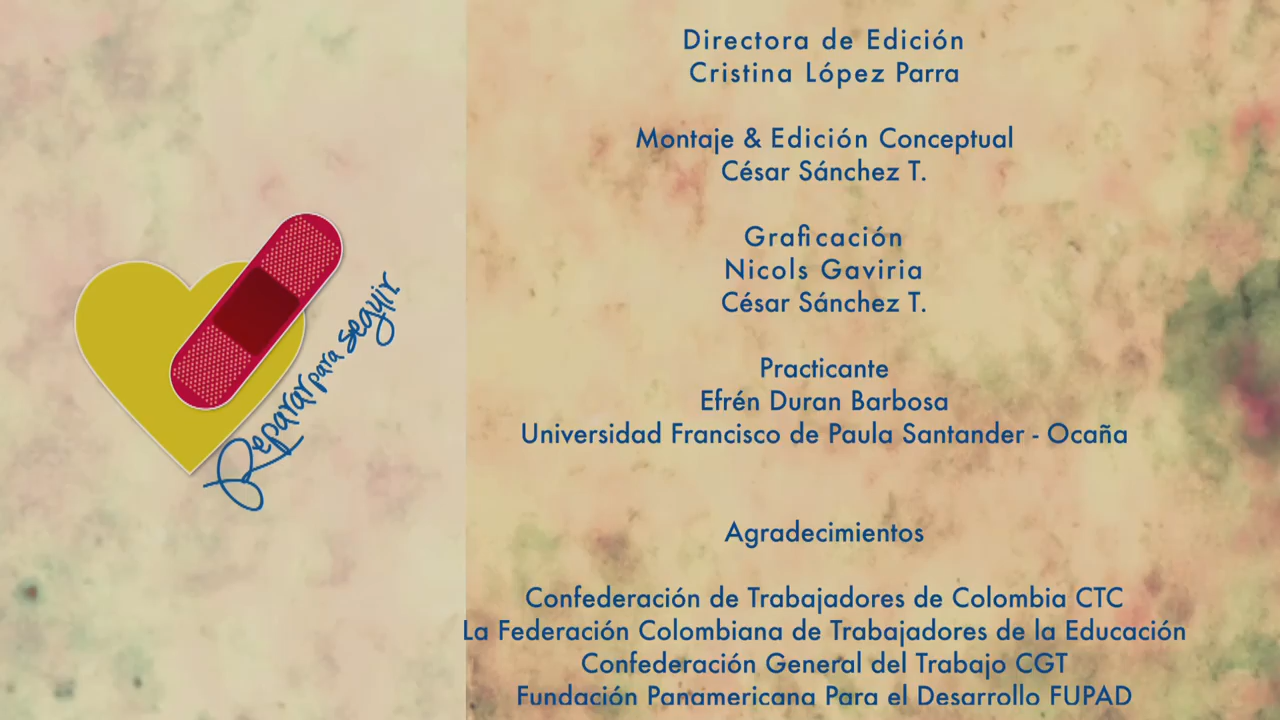 Reparar para seguir
Directora de Edición
Cristina López Parra
Montaje & Edición Conceptual
César Sánchez T.
Graficación
Nicols Gaviria
César Sánchez T.
Practicante
Efrén Duran Barbosa
Universidad Francisco de Paula Santander - Ocaña
Agradecimientos
Confederación de Trabajadores de Colombia CTC
La Federación Colombiana de Trabajadores de la Educación
Confederación General del Trabajo CGT
Fundación Panamericana Para el Desarrollo FUPAD